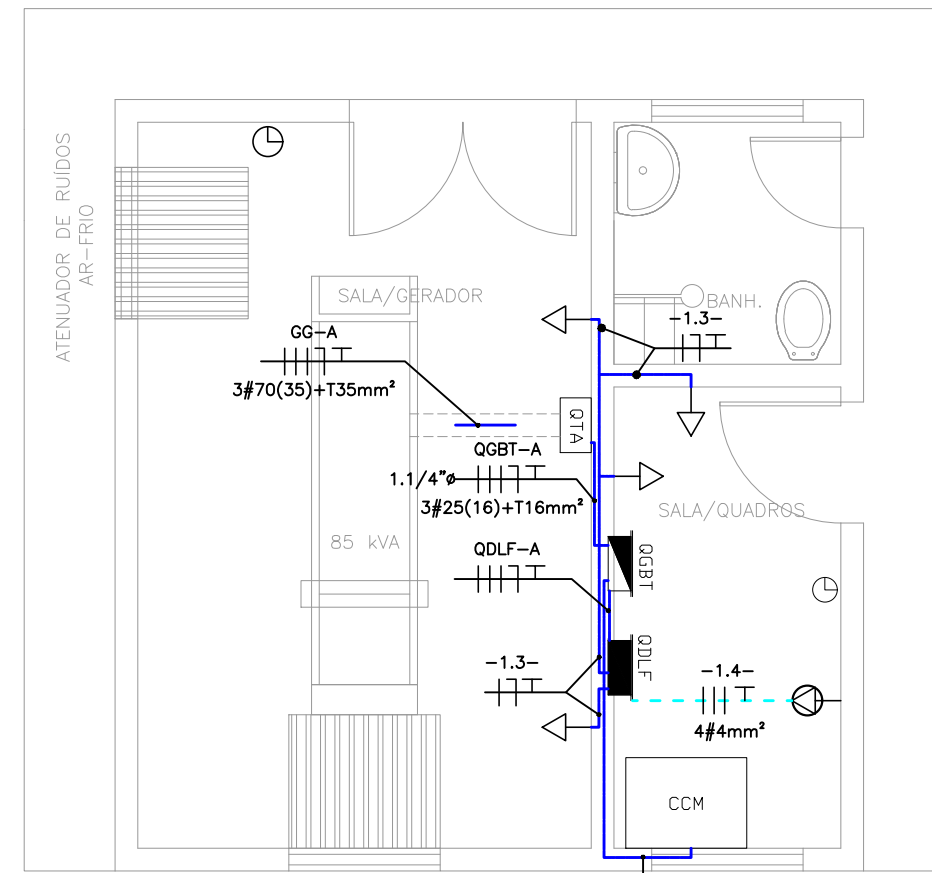 ATENUADOR DE RUÍDOS
AR-FRIO
SALA/GERADOR
BANH.
-1.3-
GG-A
3#70(35)+T35mm²
QTA
QGBT-A
1.1/4"ø
3#25(16)+T16mm²
SALA/QUADROS
85 kVA
QDLF-A
QGBT
QDLF
-1.3-
-1.4-
4#4mm²
CCM